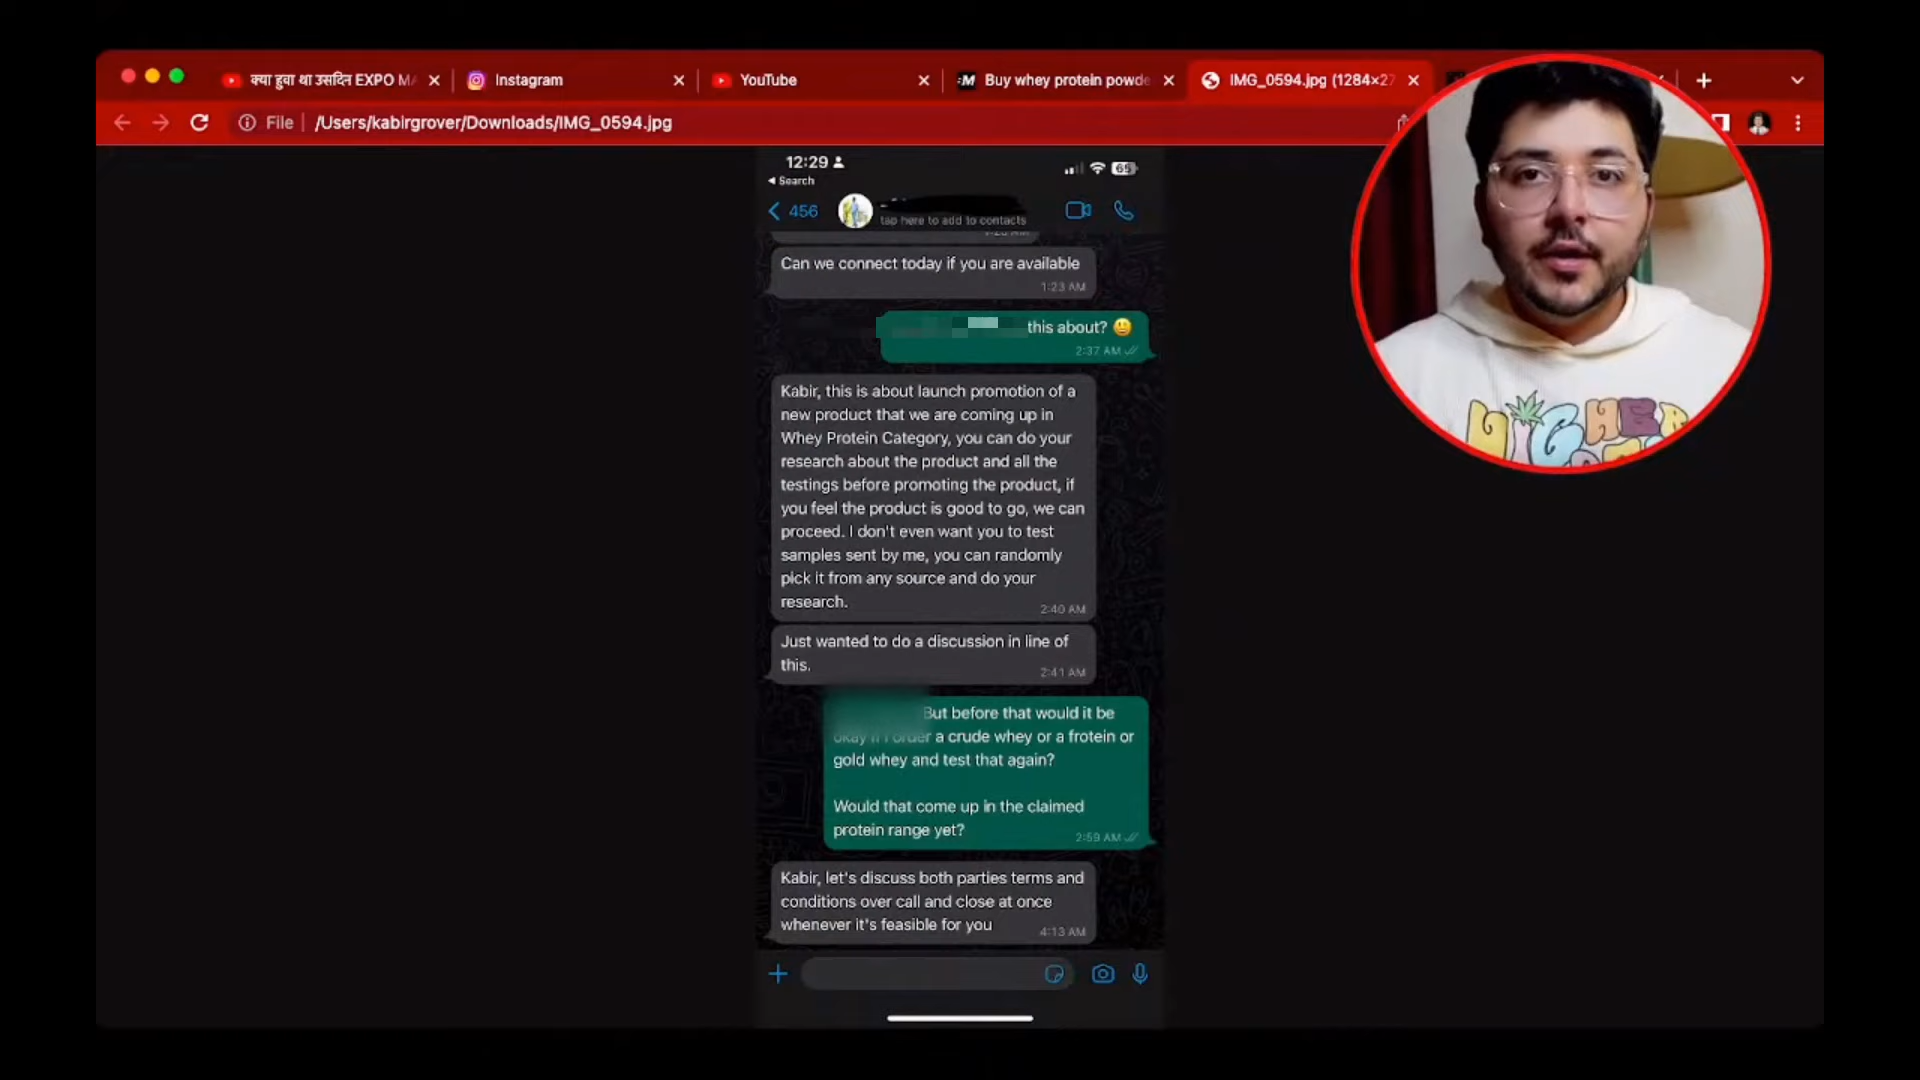 क्या हुवा था उसदिन EXPO MA
Instagram
YouTube
Buy whey protein powde
IMG_0594.jpg (1284×27
File
/Users/kabirgrover/Downloads/IMG_0594.jpg
12:29
65
Search
456
tap here to add to contacts
Can we connect today if you are available
1:23 AM
this about? 🙂
2:37 AM
Kabir, this is about launch promotion of a
new product that we are coming up in
Whey Protein Category, you can do your
research about the product and all the
testings before promoting the product, if
you feel the product is good to go, we can
proceed. I don't even want you to test
samples sent by me, you can randomly
pick it from any source and do your
research.
2:40 AM
Just wanted to do a discussion in line of
this.
2:41 AM
But before that would it be
okay if I order a crude whey or a frotein or
gold whey and test that again?
Would that come up in the claimed
protein range yet?
2:59 AM
Kabir, let's discuss both parties terms and
conditions over call and close at once
whenever it's feasible for you
4:13 AM
HIGHER